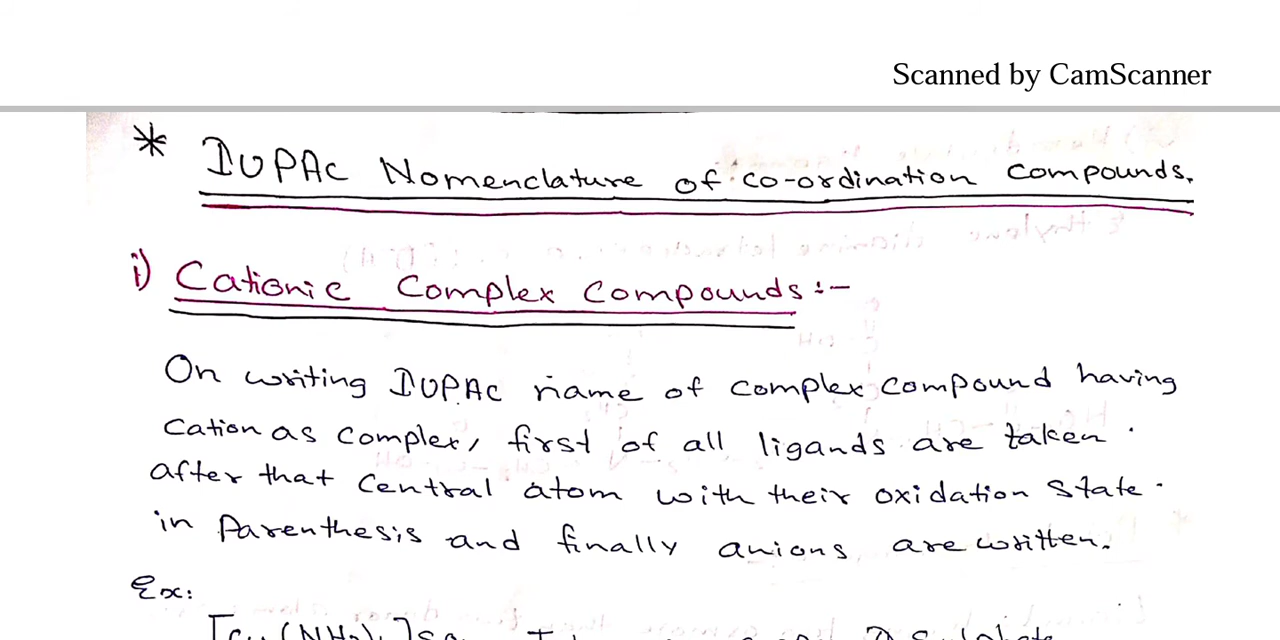 Scanned by CamScanner
* IUPAC Nomenclature of co-ordination compounds.
i) Cationic Complex Compounds :-
On writing IUPAC name of complex compound having
cation as complex, first of all ligands are taken
after that central atom with their oxidation state
in Parenthesis and finally anions are written.
Ex: